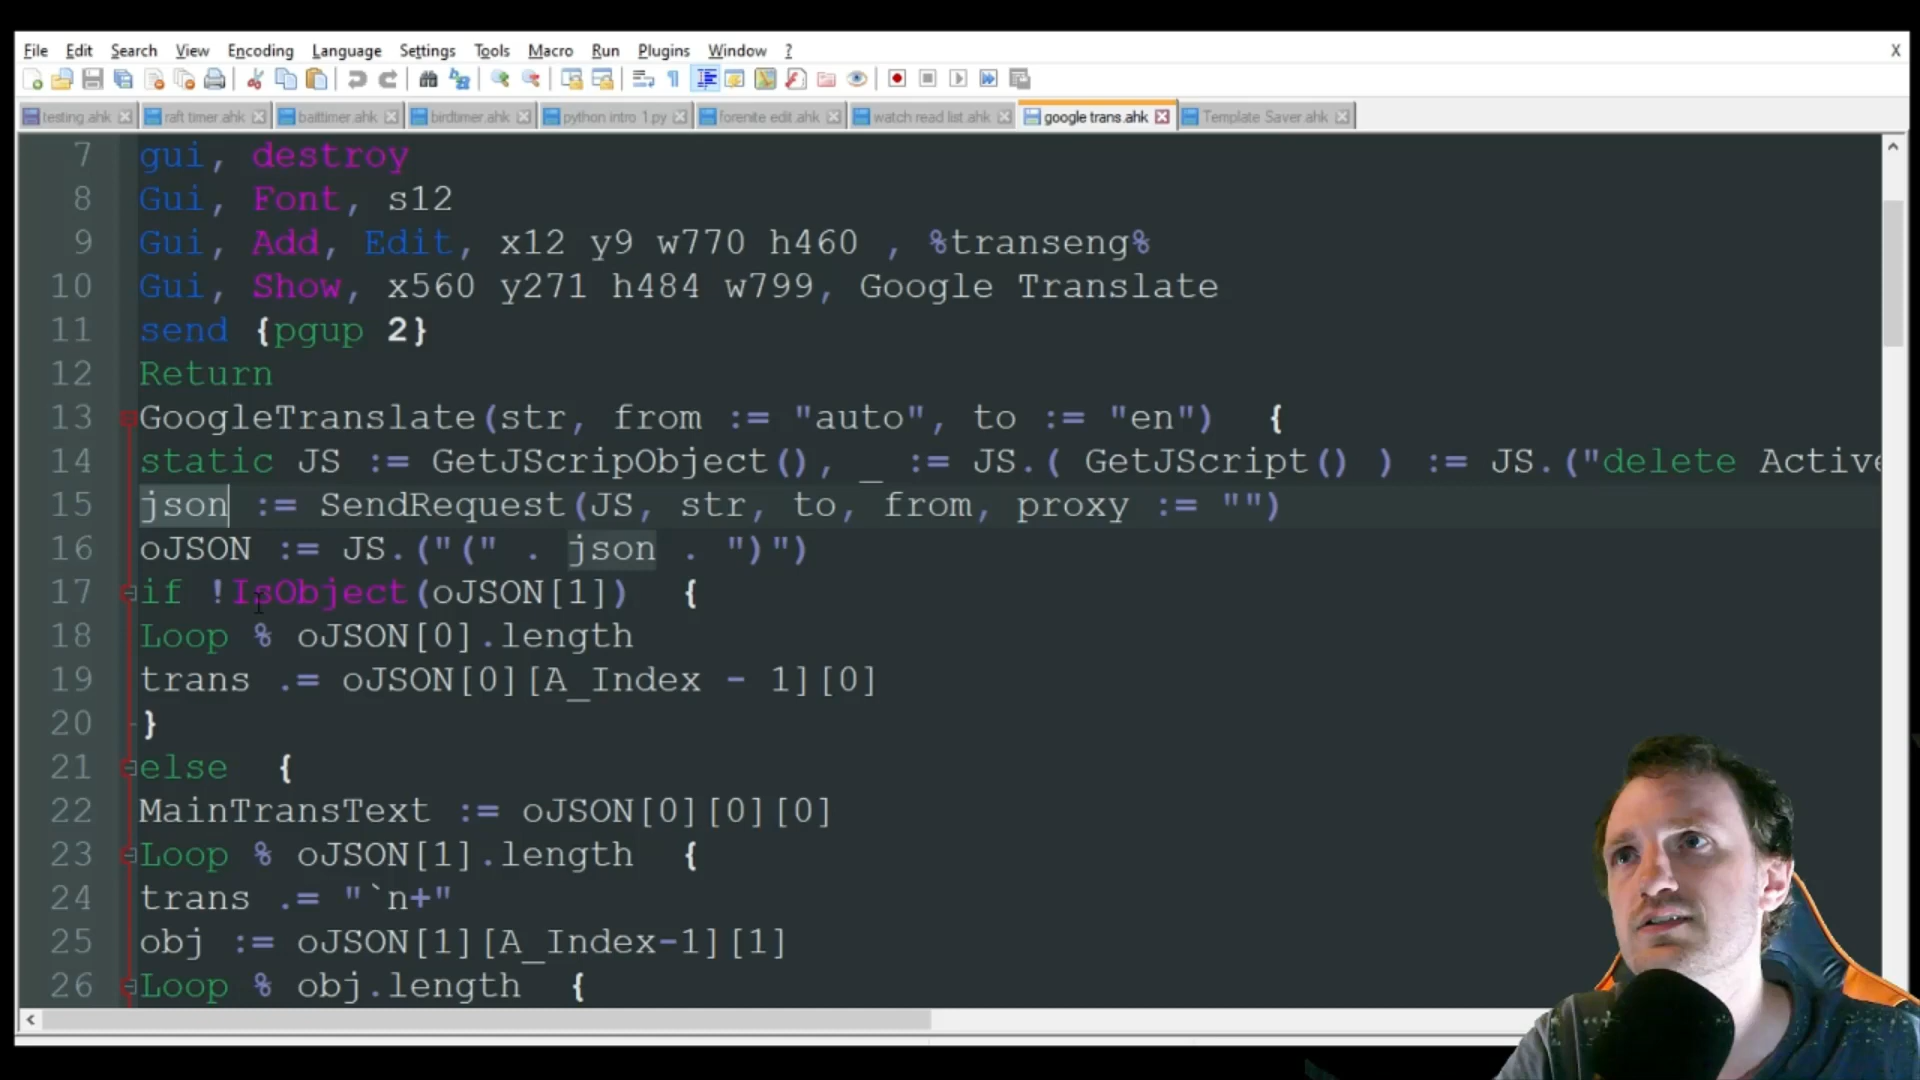 File Edit Search View Encoding Language Settings Tools Macro Run Plugins Window ? X
testing.ahk raft timer.ahk baittimer.ahk birdtimer.ahk python intro 1.py forenite edit.ahk watch read list.ahk google trans.ahk Template Saver.ahk
7 gui, destroy
8 Gui, Font, s12
9 Gui, Add, Edit, x12 y9 w770 h460 , %transeng%
10 Gui, Show, x560 y271 h484 w799, Google Translate
11 send {pgup 2}
12 Return
13 GoogleTranslate(str, from := "auto", to := "en") {
14 static JS := GetJScripObject(), _ := JS.( GetJScript() ) := JS.("delete Active
15 json := SendRequest(JS, str, to, from, proxy := "")
16 oJSON := JS.("(" . json . ")")
17 if !IsObject(oJSON[1]) {
18 Loop % oJSON[0].length
19 trans .= oJSON[0][A_Index - 1][0]
20 }
21 else {
22 MainTransText := oJSON[0][0][0]
23 Loop % oJSON[1].length {
24 trans .= "`n+"
25 obj := oJSON[1][A_Index-1][1]
26 Loop % obj.length {